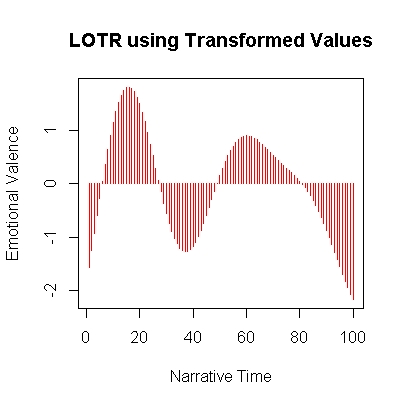 LOTR using Transformed Values
Emotional Valence
1
0
-1
-2
0 20 40 60 80 100
Narrative Time